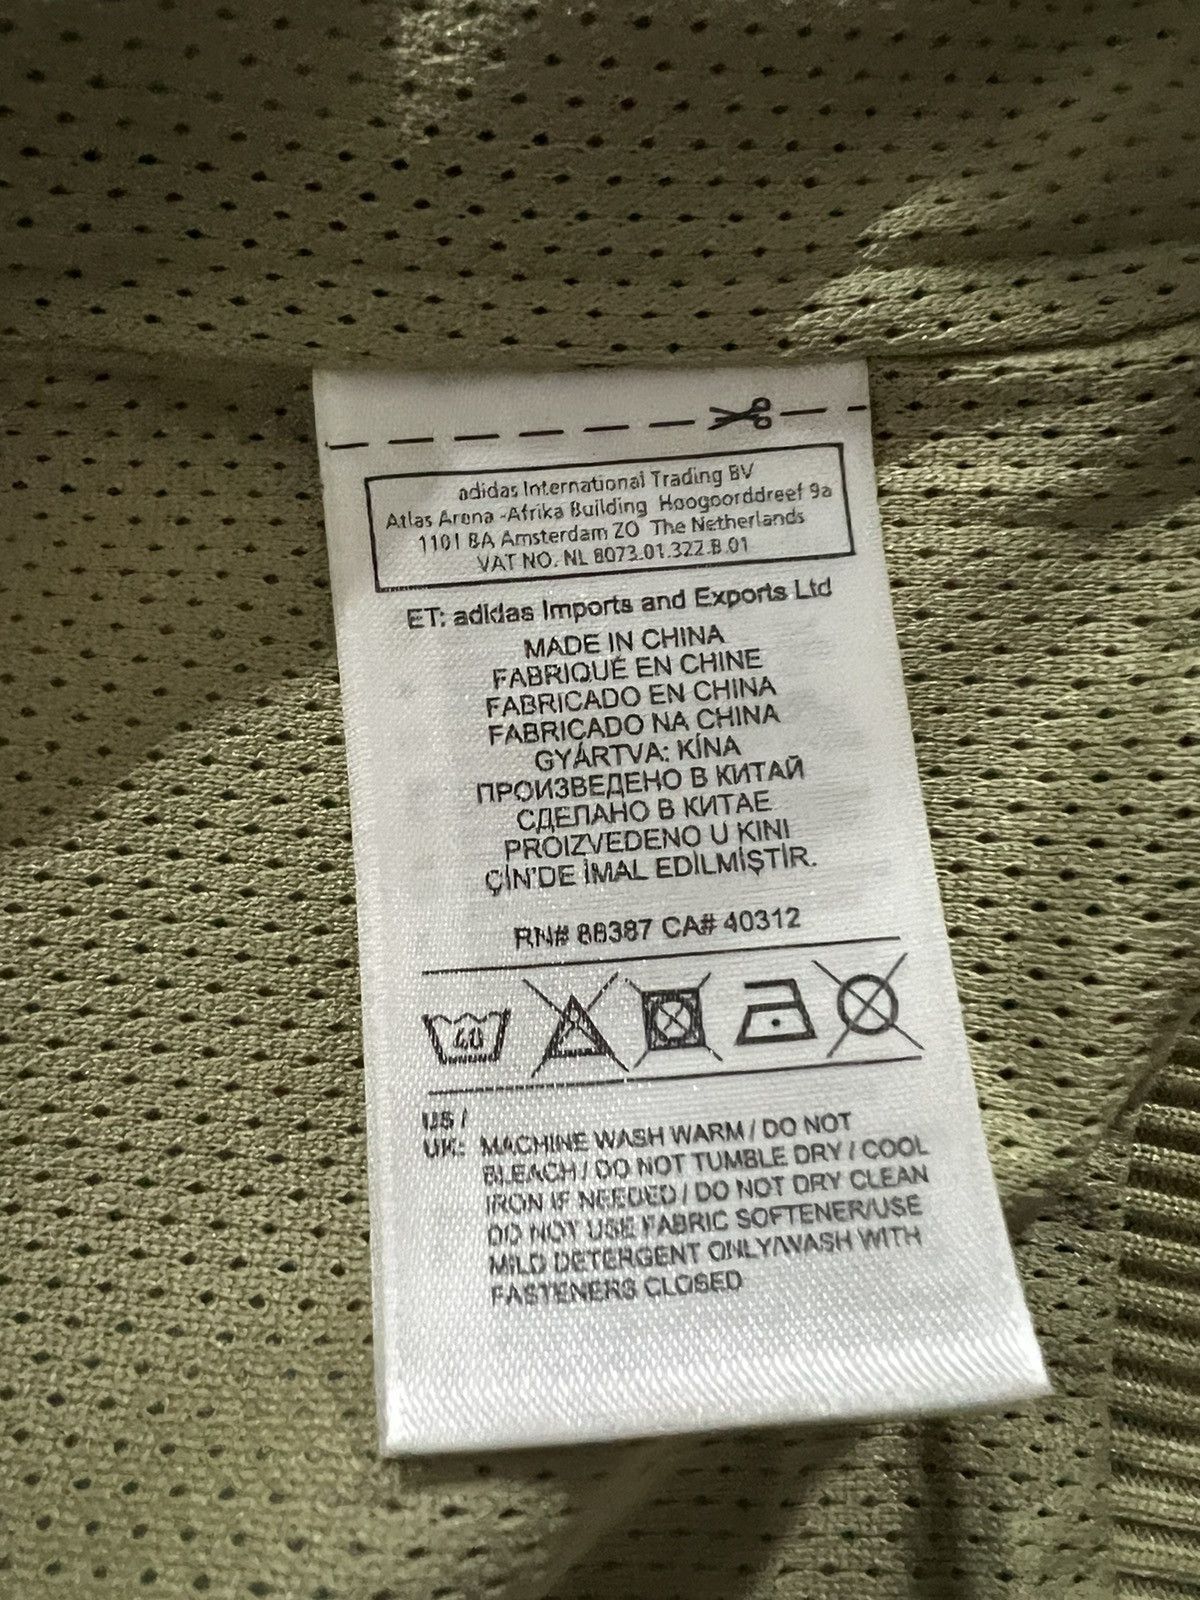 adidas International Trading BV
Atlas Arena -Afrika Building Hoogoorddreef 9a
1101 BA Amsterdam ZO The Netherlands
VAT NO. NL 8073.01.322.B.01
ET: adidas Imports and Exports Ltd
MADE IN CHINA
FABRIQUÉ EN CHINE
FABRICADO EN CHINA
FABRICADO NA CHINA
GYÁRTVA: KÍNA
ПРОИЗВЕДЕНО В КИТАЙ
СДЕЛАНО В КИТАЕ
PROIZVEDENO U KINI
ÇİN'DE İMAL EDİLMİŞTİR.
RN# 88387 CA# 40312
40
US /
UK: MACHINE WASH WARM / DO NOT
BLEACH / DO NOT TUMBLE DRY / COOL
IRON IF NEEDED / DO NOT DRY CLEAN
DO NOT USE FABRIC SOFTENER/USE
MILD DETERGENT ONLY/WASH WITH
FASTENERS CLOSED